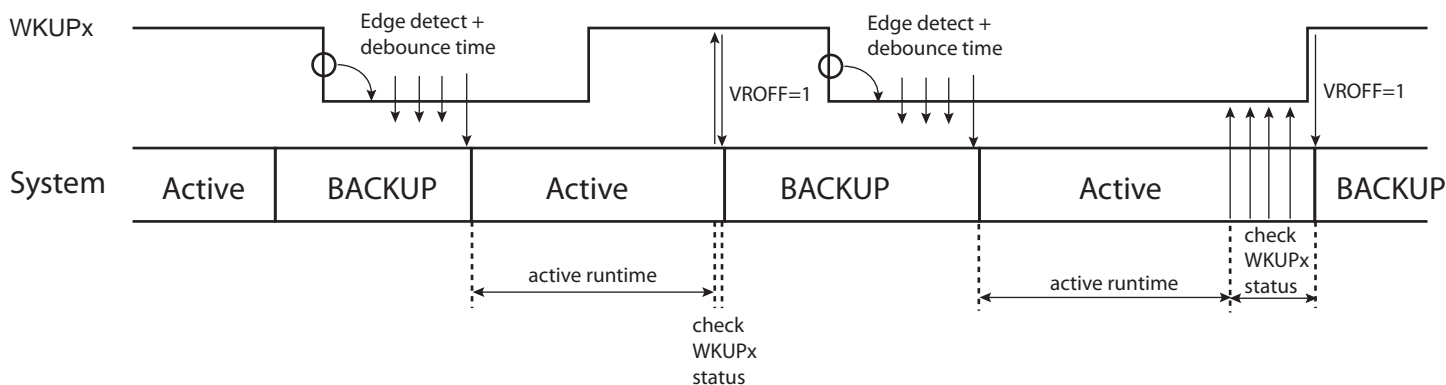 WKUPx
Edge detect +
debounce time
VROFF=1
Edge detect +
debounce time
VROFF=1
System
Active
BACKUP
Active
BACKUP
Active
BACKUP
active runtime
check
WKUPx
status
active runtime
check
WKUPx
status